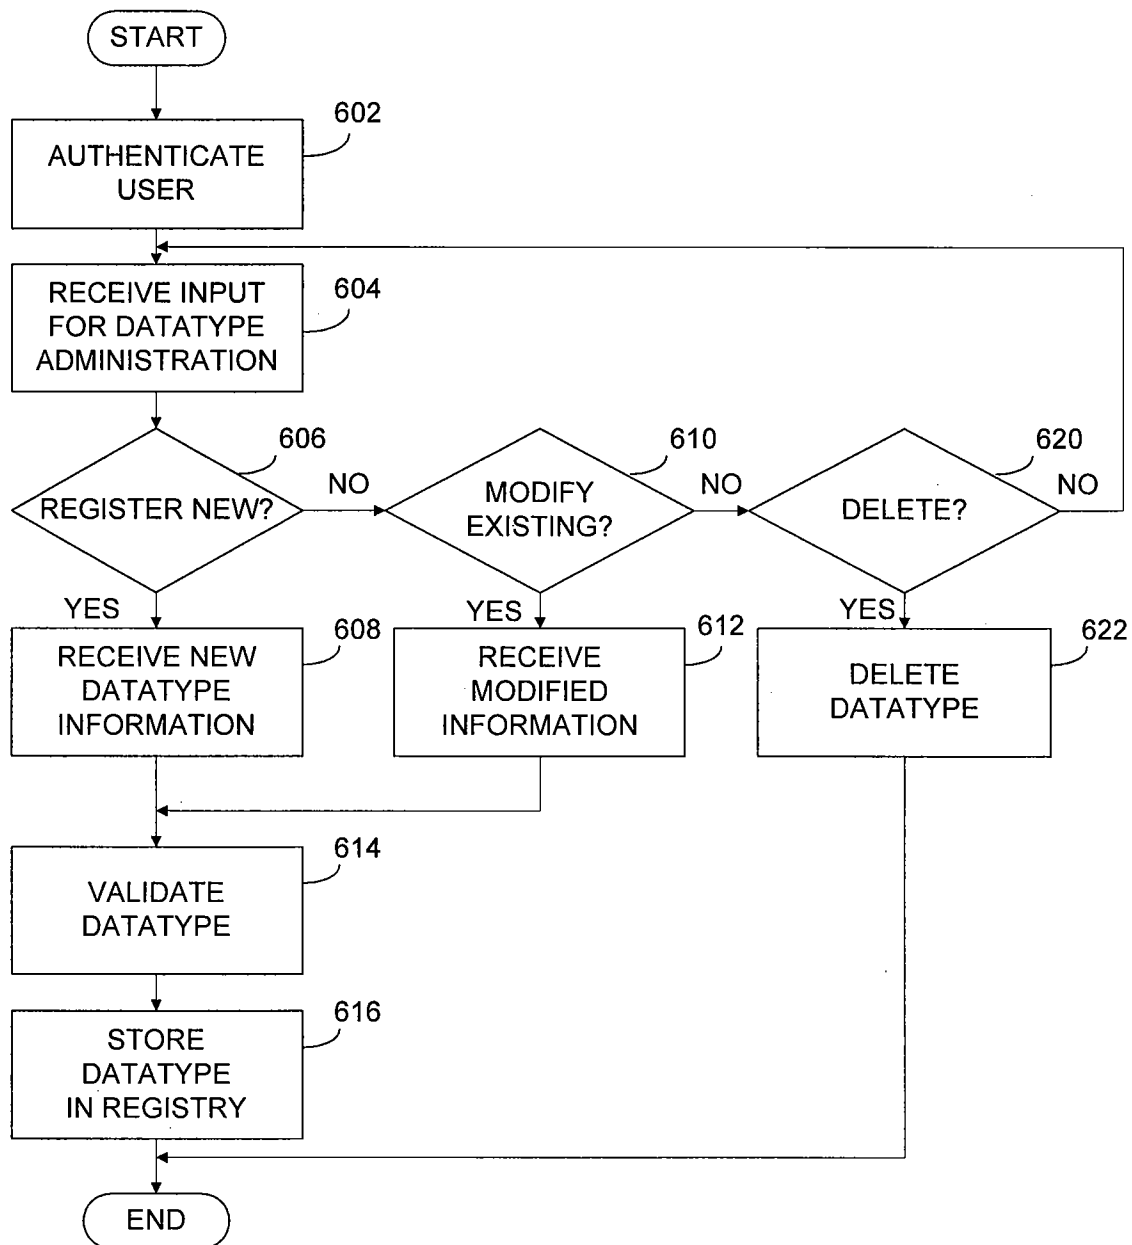 START
602
AUTHENTICATE
USER
604
RECEIVE INPUT
FOR DATATYPE
ADMINISTRATION
606
REGISTER NEW?
NO
610
MODIFY
EXISTING?
NO
620
DELETE?
NO
YES
608
RECEIVE NEW
DATATYPE
INFORMATION
YES
612
RECEIVE
MODIFIED
INFORMATION
YES
622
DELETE
DATATYPE
614
VALIDATE
DATATYPE
616
STORE
DATATYPE
IN REGISTRY
END